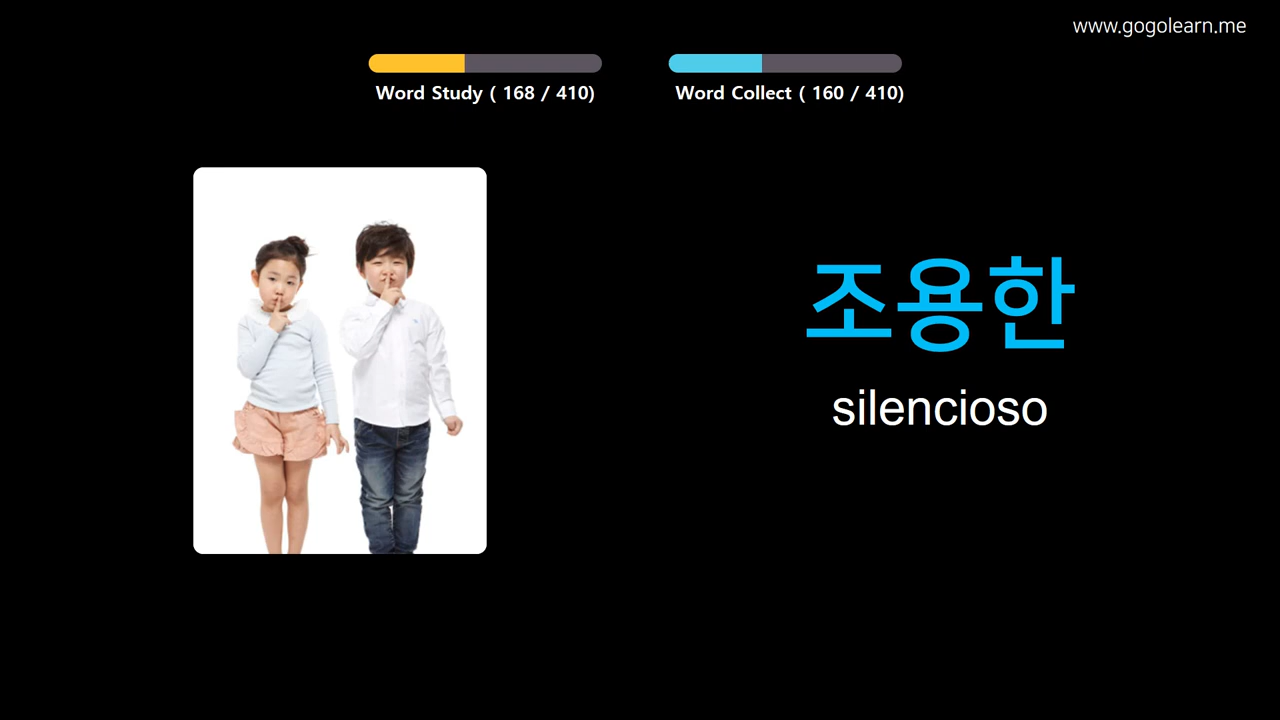 www.gogolearn.me
Word Study ( 168 / 410)
Word Collect ( 160 / 410)
조용한
silencioso